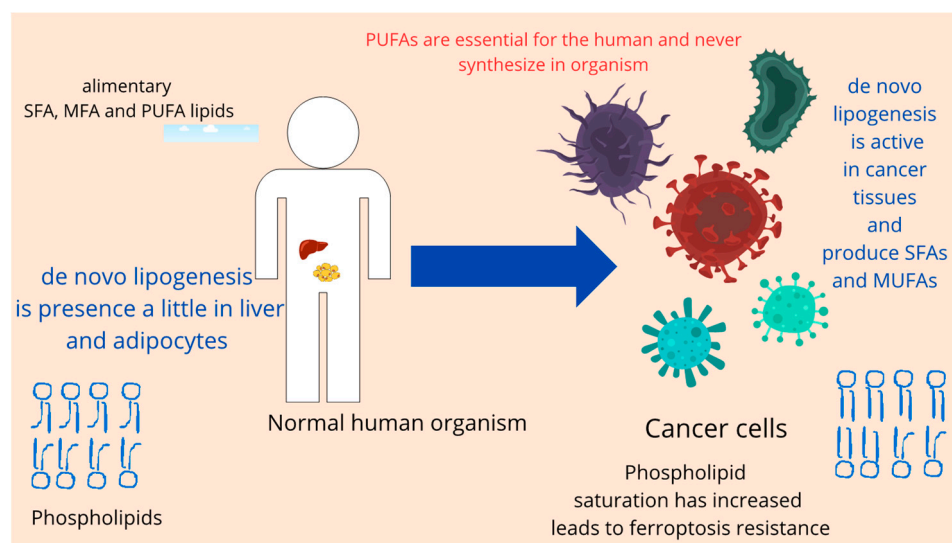 PUFAs are essential for the human and never
synthesize in organism
alimentary
SFA, MFA and PUFA lipids
de novo lipogenesis
is presence a little in liver
and adipocytes
Normal human organism
Phospholipids
de novo
lipogenesis
is active
in cancer
tissues
and
produce SFAs
and MUFAs
Cancer cells
Phospholipid
saturation has increased
leads to ferroptosis resistance